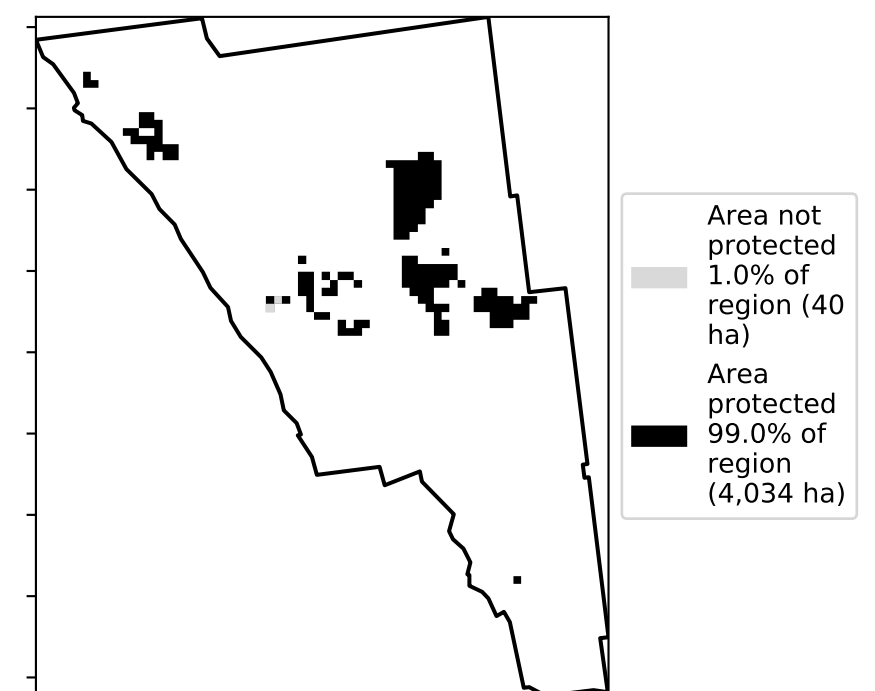 Area not
protected
1.0% of
region (40
ha)
Area
protected
99.0% of
region
(4,034 ha)